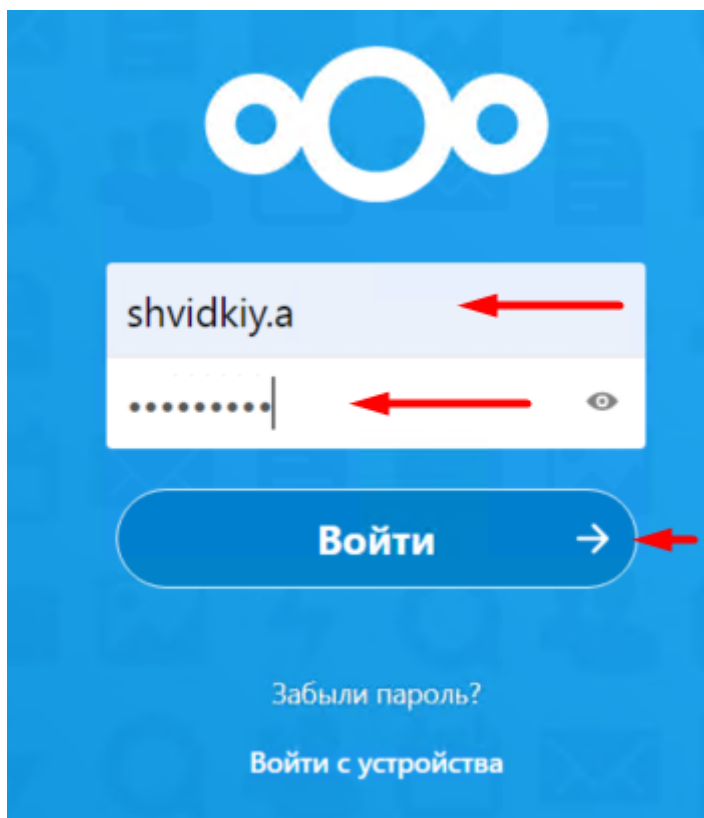 shvidkiy.a
•••••••••
Войти
Забыли пароль?
Войти с устройства